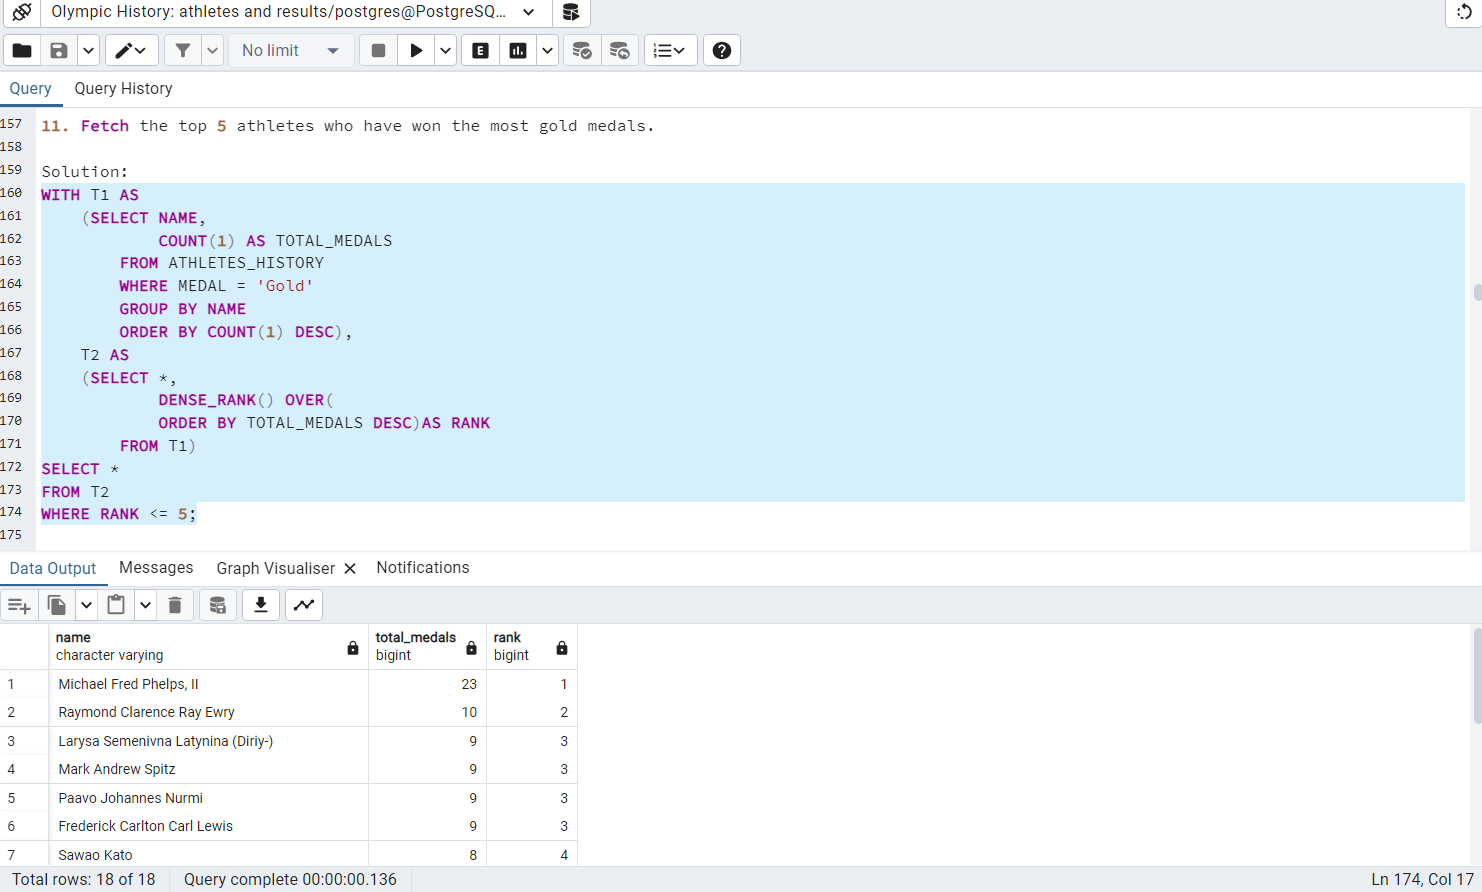 Olympic History: athletes and results/postgres@PostgreSQ...
No limit
E
Query Query History
157 11. Fetch the top 5 athletes who have won the most gold medals.
158
159 Solution:
160 WITH T1 AS
161 (SELECT NAME,
162 COUNT(1) AS TOTAL_MEDALS
163 FROM ATHLETES_HISTORY
164 WHERE MEDAL = 'Gold'
165 GROUP BY NAME
166 ORDER BY COUNT(1) DESC),
167 T2 AS
168 (SELECT *,
169 DENSE_RANK() OVER(
170 ORDER BY TOTAL_MEDALS DESC)AS RANK
171 FROM T1)
172 SELECT *
173 FROM T2
174 WHERE RANK <= 5;
175
Data Output Messages Graph Visualiser Notifications
name total_medals rank
character varying bigint bigint
1 Michael Fred Phelps, II 23 1
2 Raymond Clarence Ray Ewry 10 2
3 Larysa Semenivna Latynina (Diriy-) 9 3
4 Mark Andrew Spitz 9 3
5 Paavo Johannes Nurmi 9 3
6 Frederick Carlton Carl Lewis 9 3
7 Sawao Kato 8 4
Total rows: 18 of 18 Query complete 00:00:00.136 Ln 174, Col 17